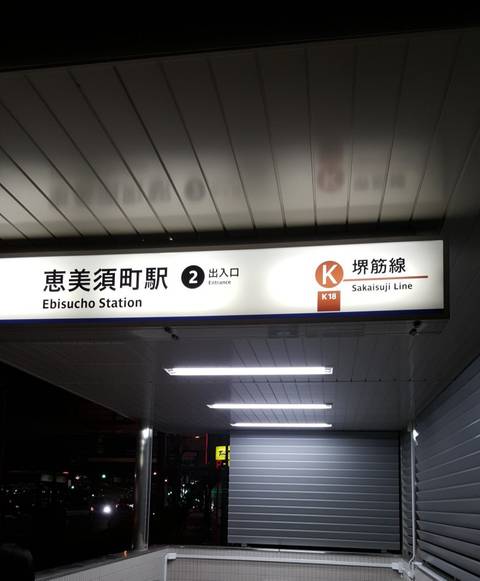 恵美須町駅
Ebisucho Station
2
出入口
Entrance
K
K18
堺筋線
Sakaisuji Line